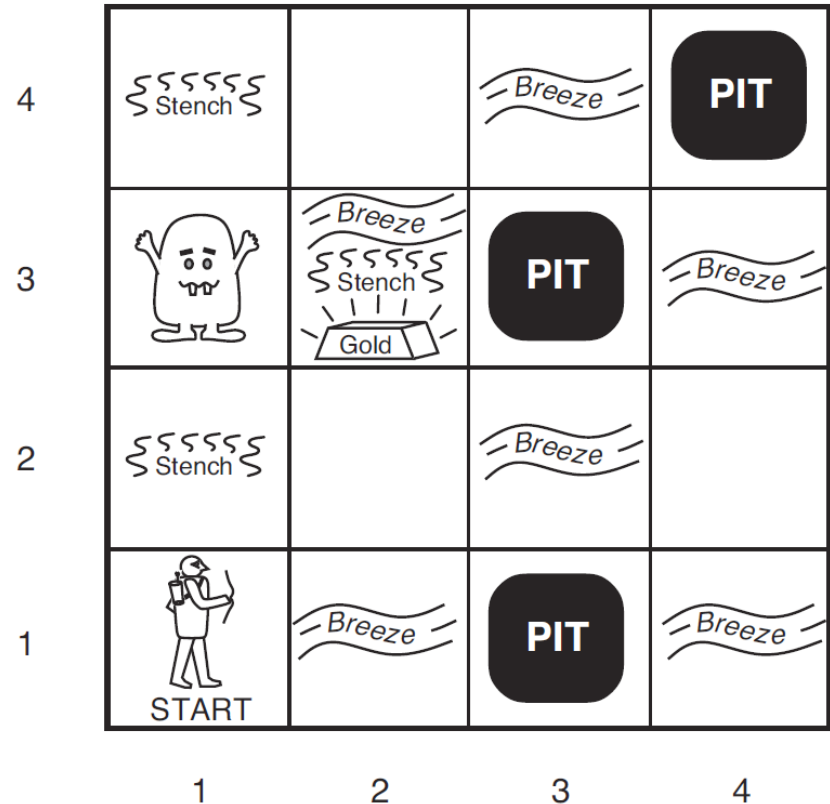 4
Stench
Breeze
PIT
3
Breeze
Stench
Gold
PIT
Breeze
2
Stench
Breeze
1
START
Breeze
PIT
Breeze
1 2 3 4